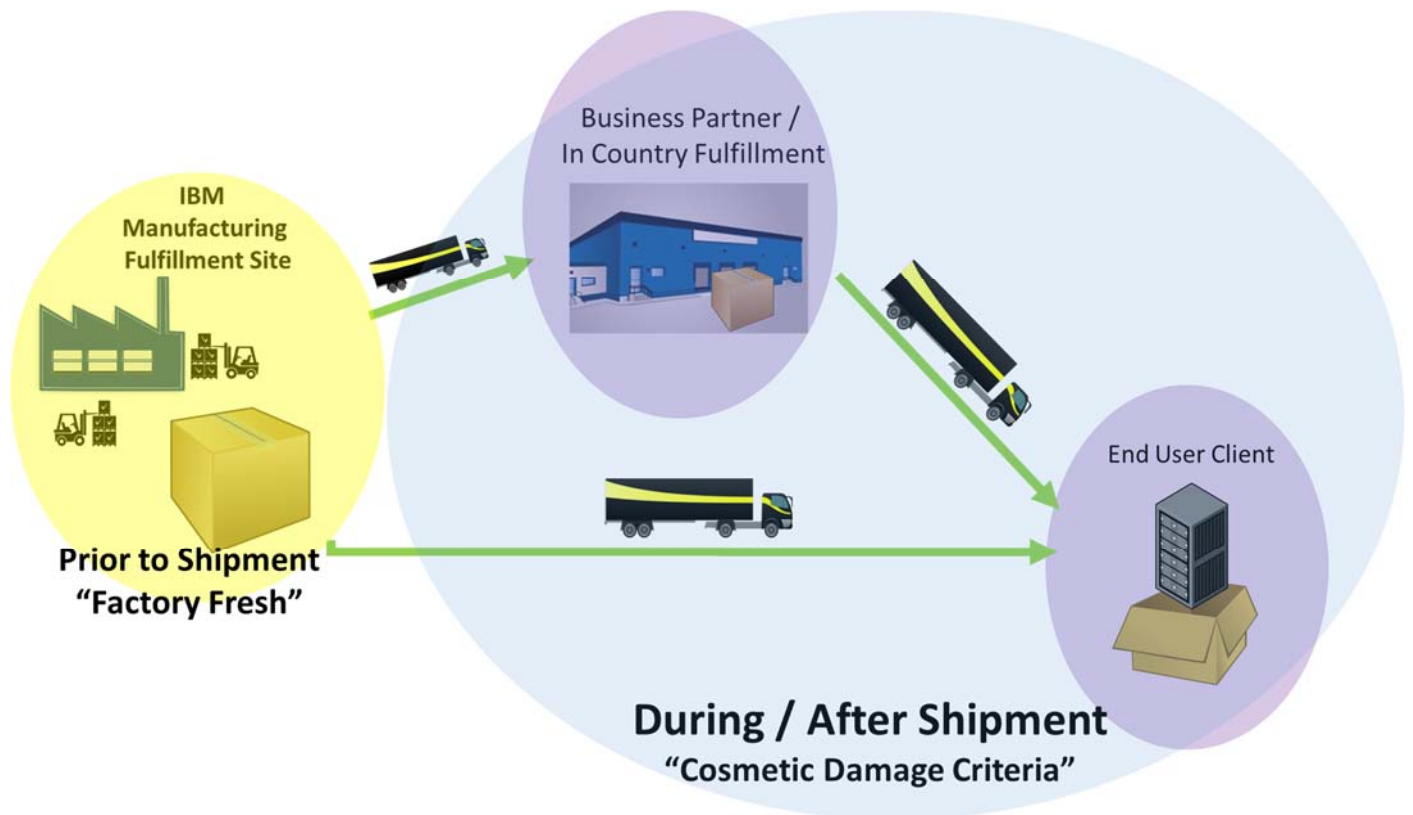 IBM
Manufacturing
Fulfillment Site
Prior to Shipment
“Factory Fresh”
Business Partner /
In Country Fulfillment
End User Client
During / After Shipment
“Cosmetic Damage Criteria”